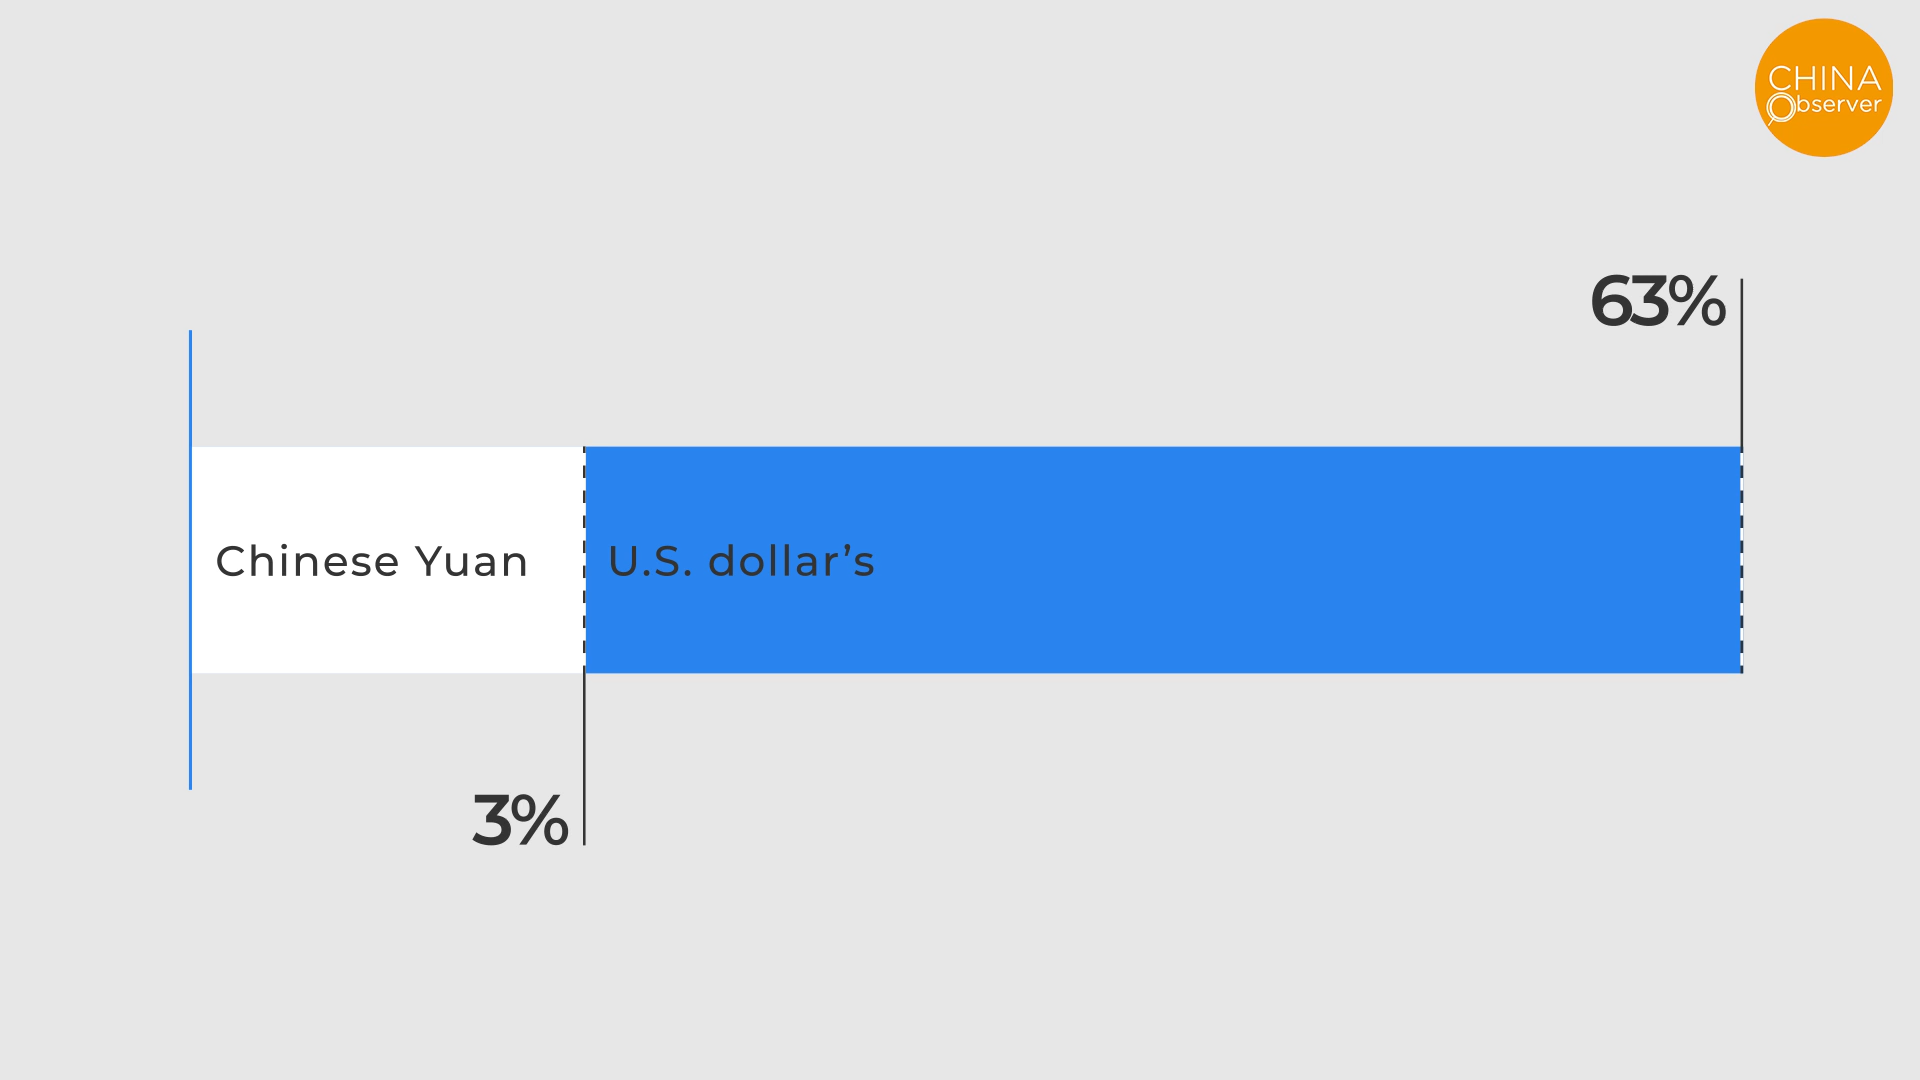 CHINA
Observer
63%
Chinese Yuan
U.S. dollar’s
3%